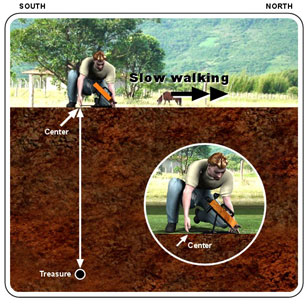 SOUTH
NORTH
Slow walking
Center
Center
Treasure